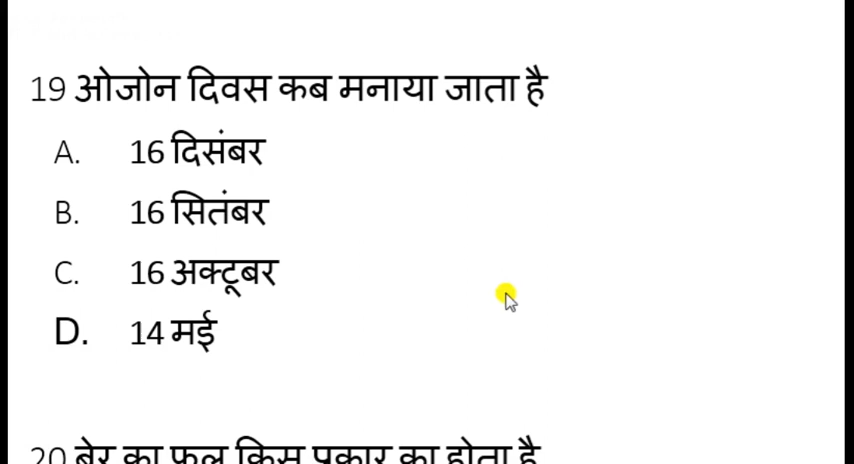 19 ओजोन दिवस कब मनाया जाता है
A. 16 दिसंबर
B. 16 सितंबर
C. 16 अक्टूबर
D. 14 मई
20 बेर का फल किस प्रकार का होता है